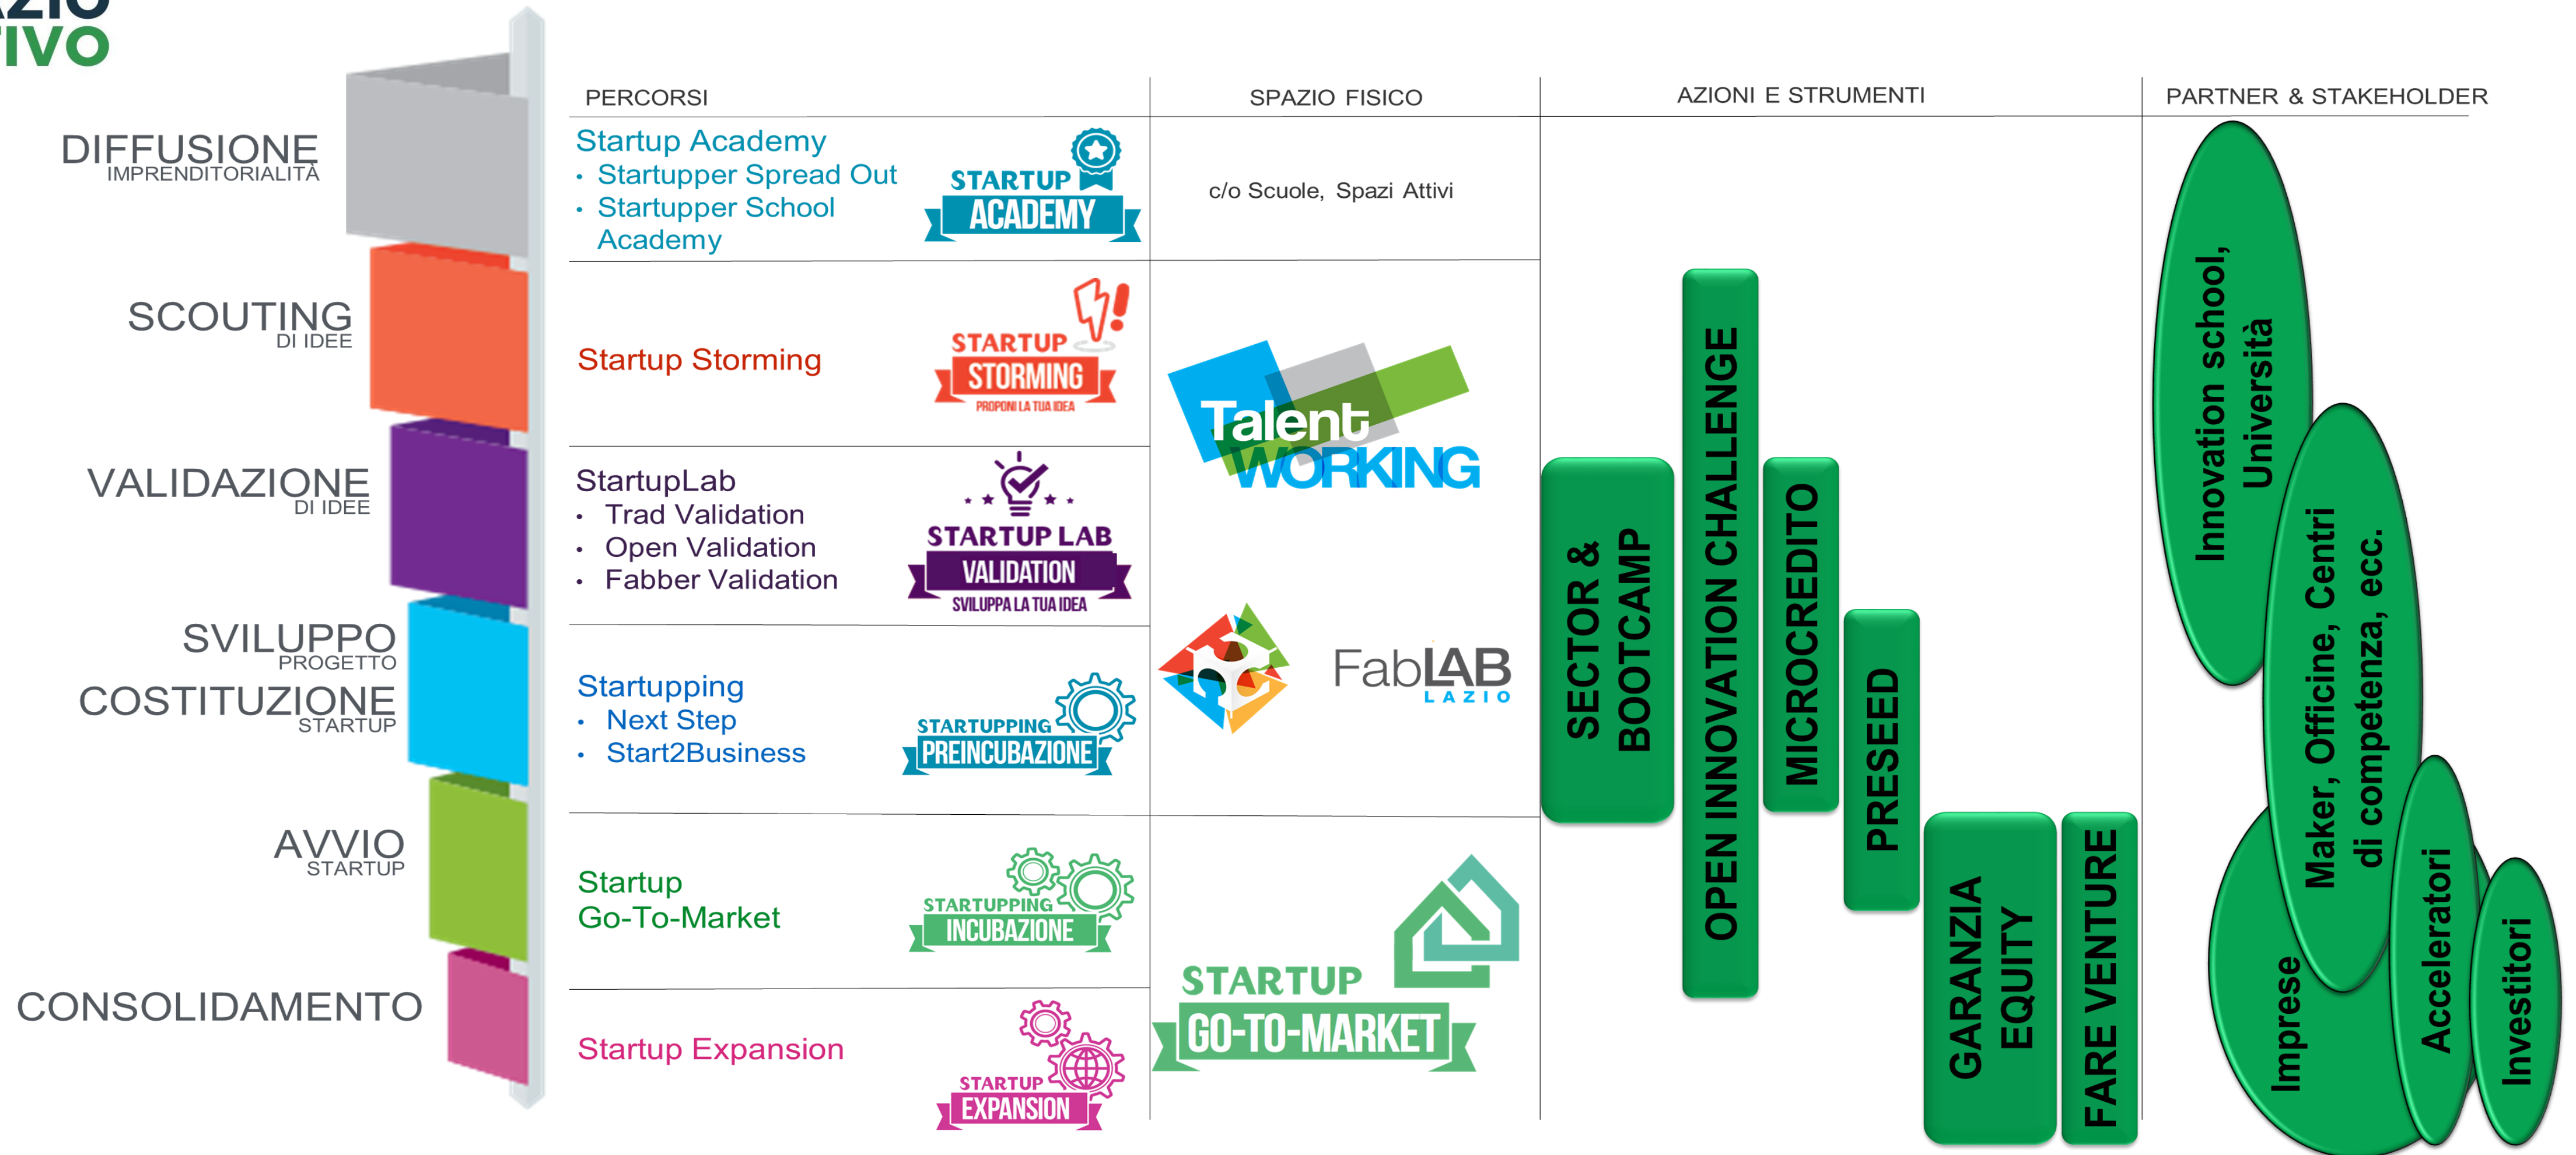 TIVO
DIFFUSIONE
IMPRENDITORIALITÀ
SCOUTING
DI IDEE
VALIDAZIONE
DI IDEE
SVILUPPO
PROGETTO
COSTITUZIONE
STARTUP
AVVIO
STARTUP
CONSOLIDAMENTO
PERCORSI
Startup Academy
• Startupper Spread Out
• Startupper School
Academy
STARTUP
ACADEMY
Startup Storming
STARTUP
STORMING
PROPONI LA TUA IDEA
StartupLab
• Trad Validation
• Open Validation
• Fabber Validation
STARTUP LAB
VALIDATION
SVILUPPA LA TUA IDEA
Startupping
• Next Step
• Start2Business
STARTUPPING
PREINCUBAZIONE
Startup
Go-To-Market
STARTUPPING
INCUBAZIONE
Startup Expansion
STARTUP
EXPANSION
SPAZIO FISICO
c/o Scuole, Spazi Attivi
Talent
WORKING
FabLAB
LAZIO
STARTUP
GO-TO-MARKET
AZIONI E STRUMENTI
SECTOR &
BOOTCAMP
OPEN INNOVATION CHALLENGE
MICROCREDITO
PRESEED
GARANZIA
EQUITY
FARE VENTURE
PARTNER & STAKEHOLDER
Innovation school,
Università
Maker, Officine, Centri
di competenza, ecc.
Imprese
Acceleratori
Investitori